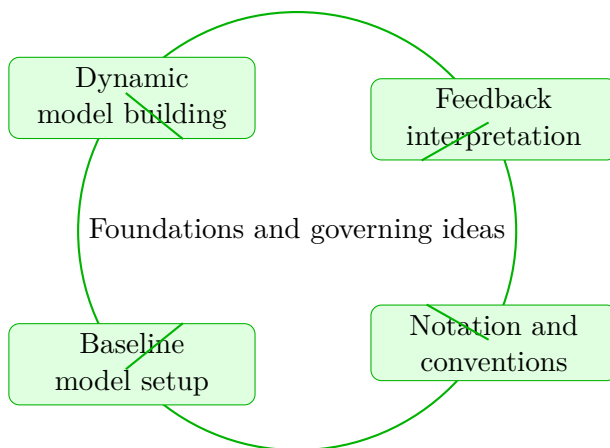 Dynamic
model building
Feedback
interpretation
Foundations and governing ideas
Baseline
model setup
Notation and
conventions